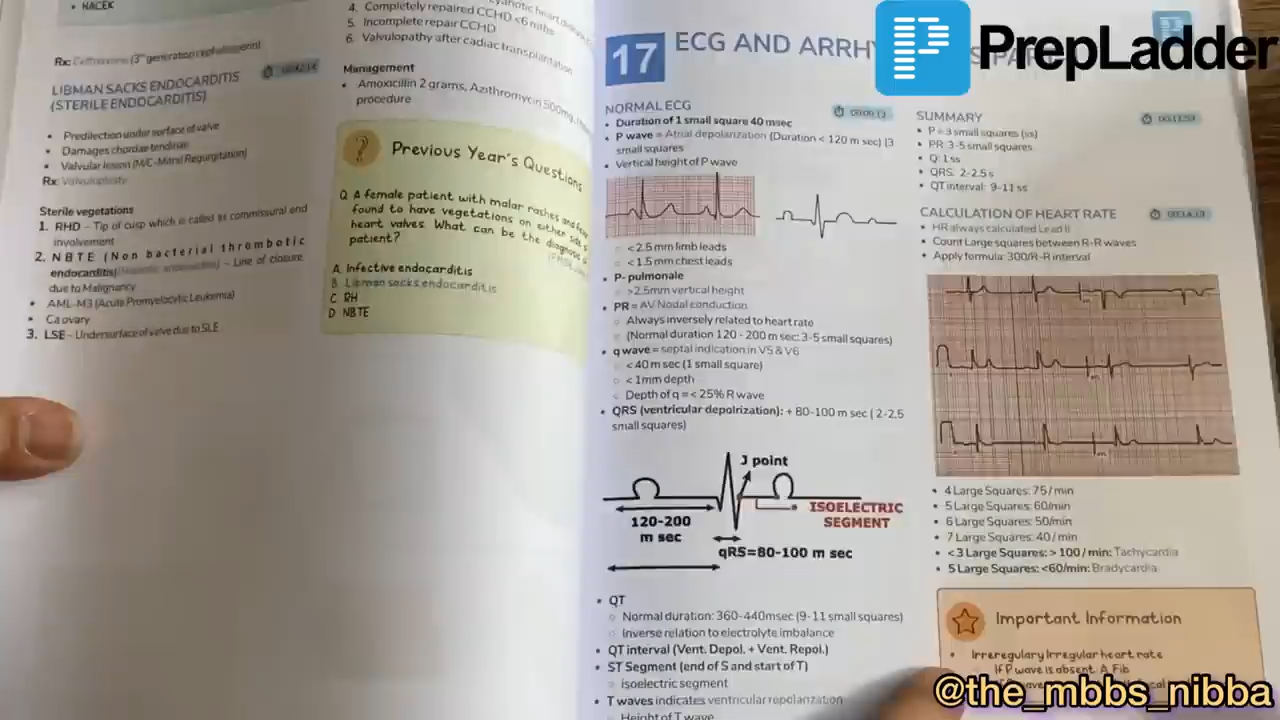 HACEK
Rx: Ceftriaxone (3rd generation cephalosporin)
LIBMAN SACKS ENDOCARDITIS
(STERILE ENDOCARDITIS)
00:42:14
• Predilection under surface of valve
• Damages chordae tendinae
• Valvular lesion (M/C-Mitral Regurgitation)
Rx: Valvuloplasty
Sterile vegetations
1. RHD – Tip of cusp which is called as commissural end
involvement
2. NBTE (Non bacterial thrombotic
endocarditis) – Line of closure,
due to Malignancy
• AML-M3 (Acute Promyelocytic Leukemia)
• Ca ovary
3. LSE – Undersurface of valve due to SLE
4. Completely repaired CCHD <6 mths
5. Incomplete repair CCHD
6. Valvulopathy after cadiac transplantation
Management
• Amoxicillin 2 grams, Azithromycin 500mg,
procedure
? Previous Year's Questions
Q A female patient with malar rashes and
found to have vegetations on either side
heart valves. What can be the diagnosis
patient?
A. Infective endocarditis
B. Libman sacks endocarditis
C RH
D NBTE
17 ECG AND ARRHY
PrepLadder
NORMAL ECG
• Duration of 1 small square 40 msec
• P wave = Atrial depolarization (Duration < 120 m sec) (3
small squares)
• Vertical height of P wave
○ <2.5 mm limb leads
○ <1.5 mm chest leads
• P- pulmonale
○ >2.5mm vertical height
• PR = AV Nodal conduction
○ Always inversely related to heart rate
○ (Normal duration 120 - 200 m sec: 3-5 small squares)
• q wave = septal indication in V5 & V6
○ <40 m sec (1 small square)
○ <1mm depth
○ Depth of q = < 25% R wave
• QRS (ventricular depolrization): + 80-100 m sec ( 2-2.5
small squares)
J point
ISOELECTRIC
SEGMENT
120-200
m sec
qRS=80-100 m sec
• QT
○ Normal duration: 360-440msec (9-11 small squares)
○ Inverse relation to electrolyte imbalance
• QT interval (Vent. Depol. + Vent. Repol.)
• ST Segment (end of S and start of T)
○ isoelectric segment
• T waves indicates ventricular repolarization
○ Height of T wave
SUMMARY
• P = 3 small squares (ss)
• PR: 3-5 small squares
• Q: 1 ss
• QRS: 2-2.5 s
• QT interval: 9-11 ss
CALCULATION OF HEART RATE
• HR always calculated Lead II
• Count Large squares between R-R waves
• Apply formula: 300/R-R interval
• 4 Large Squares: 75/min
• 5 Large Squares: 60/min
• 6 Large Squares: 50/min
• 7 Large Squares: 40/min
• <3 Large Squares: > 100/min: Tachycardia
• 5 Large Squares: <60/min: Bradycardia
Important Information
• Irreregulary Irregular heart rate
If P wave is absent: A Fib
@the_mbbs_nibba